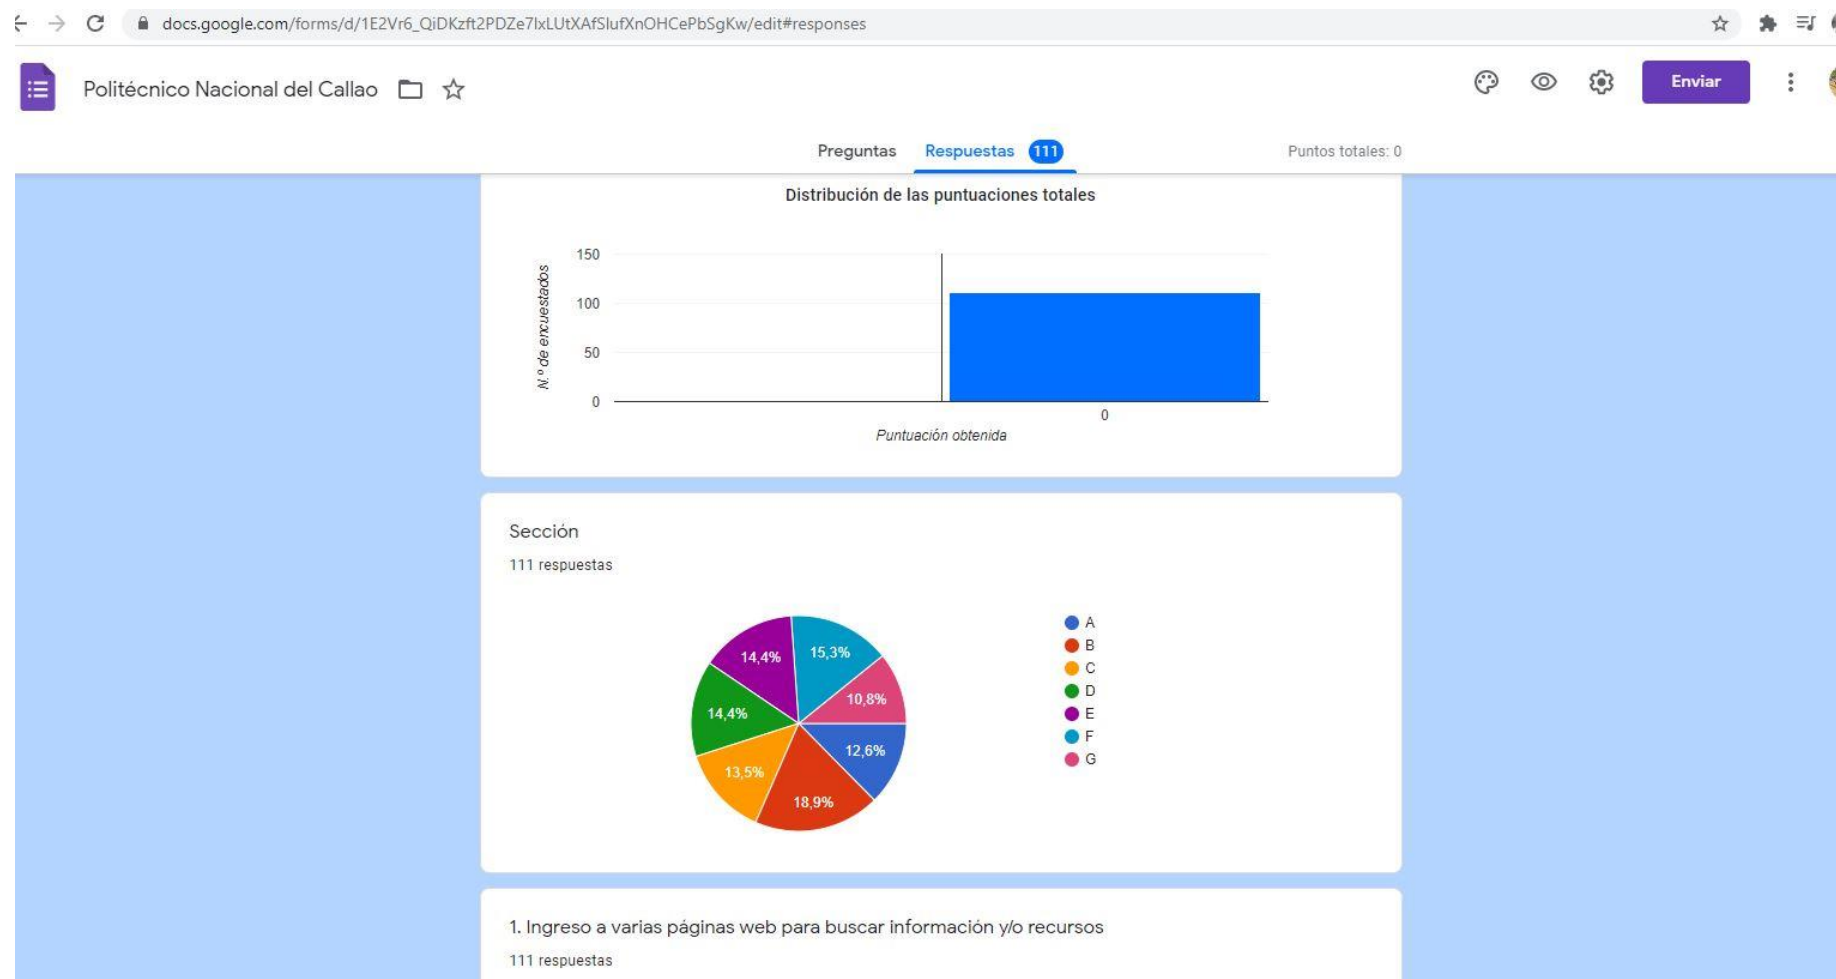 docs.google.com/forms/d/1E2Vr6_QiDKzft2PDZe7lxLUtXAfSlufXnOHCePbSgKw/edit#responses
Politécnico Nacional del Callao
Enviar
Preguntas Respuestas 111 Puntos totales: 0
Distribución de las puntuaciones totales
N.º de encuestados
150
100
50
0
0
Puntuación obtenida
Sección
111 respuestas
14,4%
15,3%
10,8%
14,4%
12,6%
13,5%
18,9%
A
B
C
D
E
F
G
1. Ingreso a varias páginas web para buscar información y/o recursos
111 respuestas